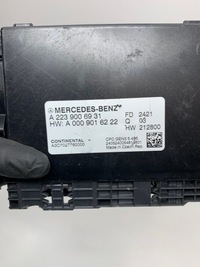 MERCEDES-BENZ
A 223 900 69 31
HW: A 000 901 62 22
FD 2421
Q 03
HW 212800
CONTINENTAL
Made in Czech Rep.